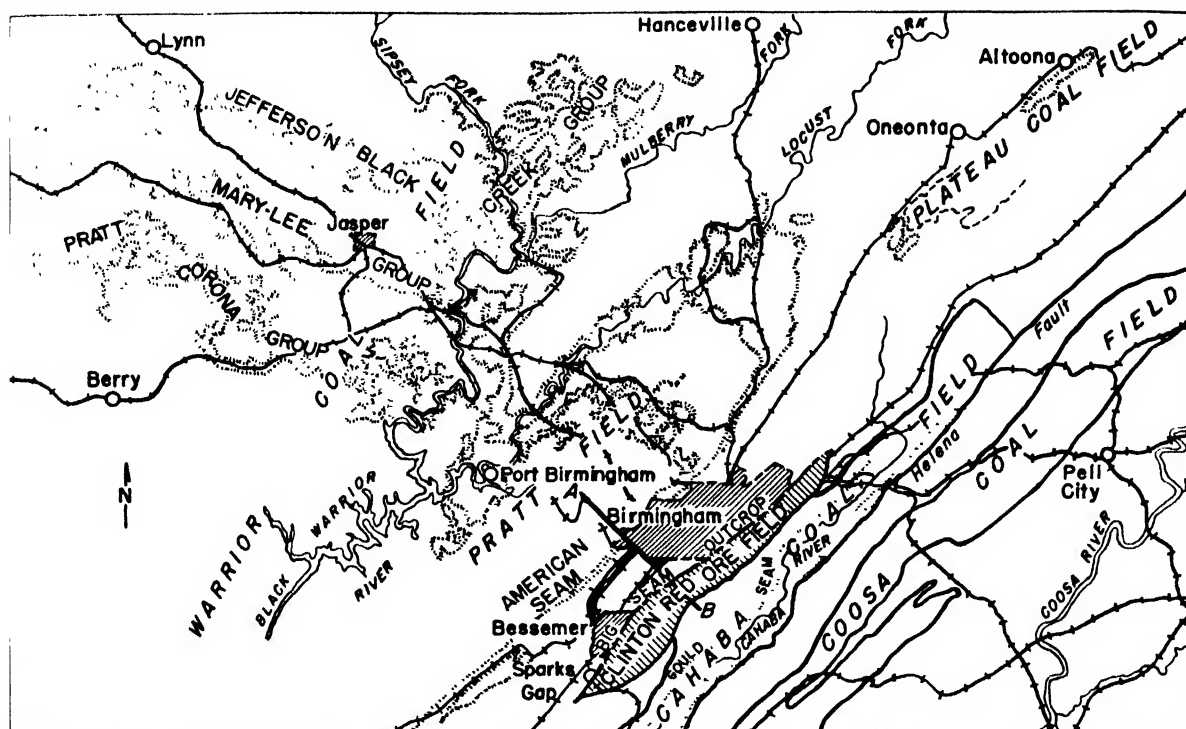 Lynn
Hanceville
Altoona
Oneonta
SIPSEY FORK
MULBERRY FORK
LOCUST FORK
PLATEAU COAL FIELD
JEFFERSON BLACK CREEK GROUP
MARY-LEE GROUP
Jasper
PRATT
CORONA GROUP
Berry
WARRIOR COAL FIELD
N
BLACK WARRIOR RIVER
Port Birmingham
PRATT FIELD
A
Birmingham
OUTCROP
AMERICAN SEAM
BIG SEAM
CLINTON RED ORE FIELD
B
Bessemer
Sparks Gap
GOULD SEAM
CAHABA COAL FIELD
CAHABA RIVER
Helena Fault
COOSA COAL FIELD
Pell City
COOSA RIVER